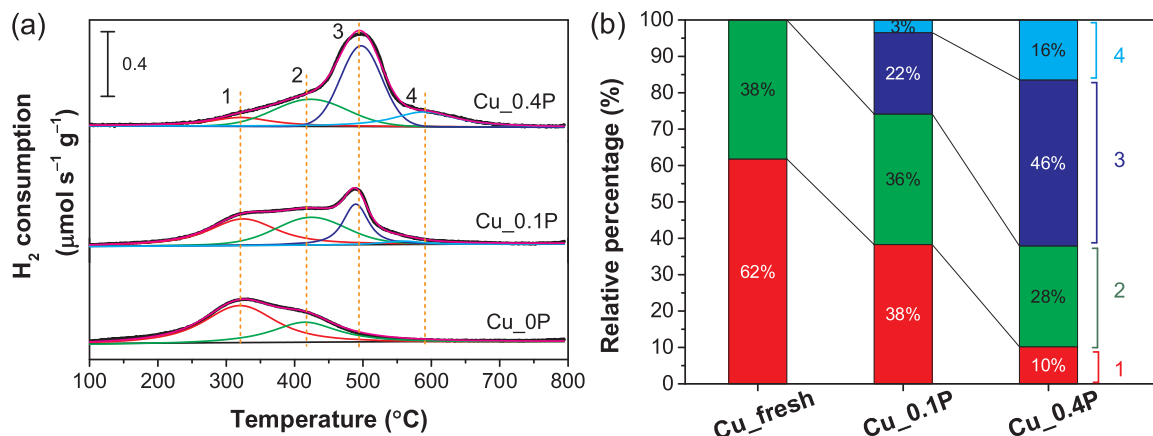 (a)
0.4
1
2
3
4
Cu_0.4P
Cu_0.1P
Cu_0P
H₂ consumption
(μmol s⁻¹ g⁻¹)
100 200 300 400 500 600 700 800
Temperature (°C)
(b)
100
90
80
70
60
50
40
30
20
10
0
Relative percentage (%)
38%
62%
3%
22%
36%
38%
16%
46%
28%
10%
4
3
2
1
Cu_fresh
Cu_0.1P
Cu_0.4P